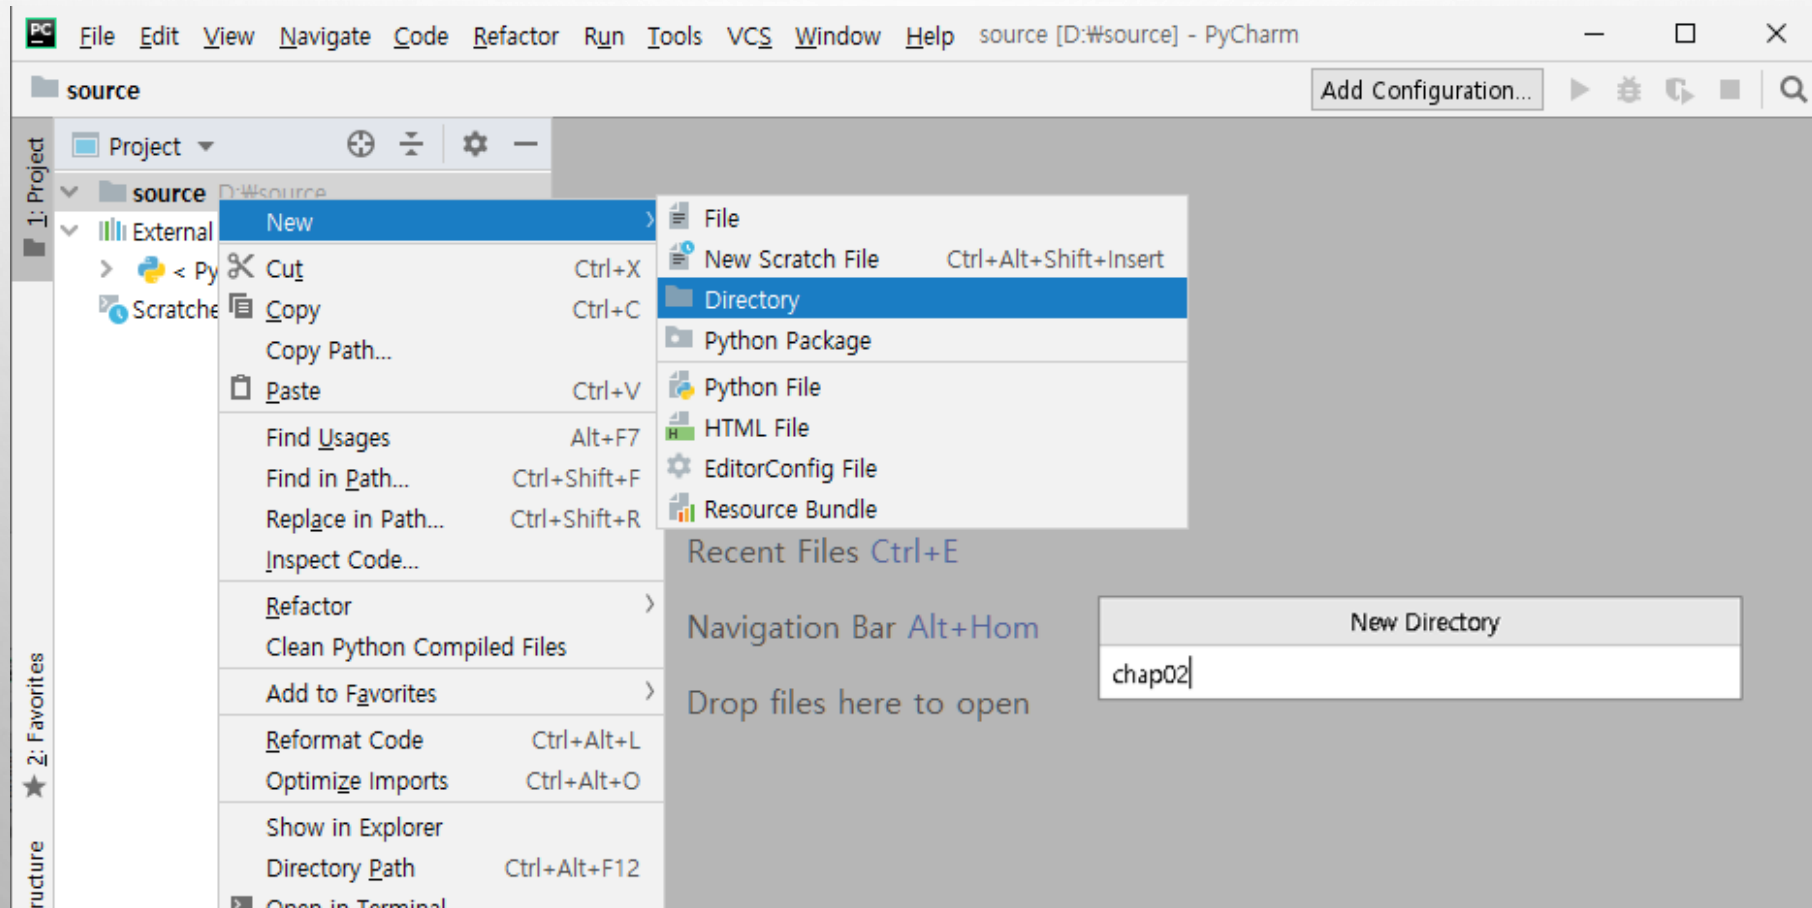 PC File Edit View Navigate Code Refactor Run Tools VCS Window Help source [D:₩source] - PyCharm
source Add Configuration...
1: Project
Project
source D:₩source
External
< Py
Scratche
New
Cut Ctrl+X
Copy Ctrl+C
Copy Path...
Paste Ctrl+V
Find Usages Alt+F7
Find in Path... Ctrl+Shift+F
Replace in Path... Ctrl+Shift+R
Inspect Code...
Refactor
Clean Python Compiled Files
Add to Favorites
Reformat Code Ctrl+Alt+L
Optimize Imports Ctrl+Alt+O
Show in Explorer
Directory Path Ctrl+Alt+F12
Open in Terminal
File
New Scratch File Ctrl+Alt+Shift+Insert
Directory
Python Package
Python File
HTML File
EditorConfig File
Resource Bundle
Recent Files Ctrl+E
Navigation Bar Alt+Hom
Drop files here to open
New Directory
chap02
2: Favorites
ructure